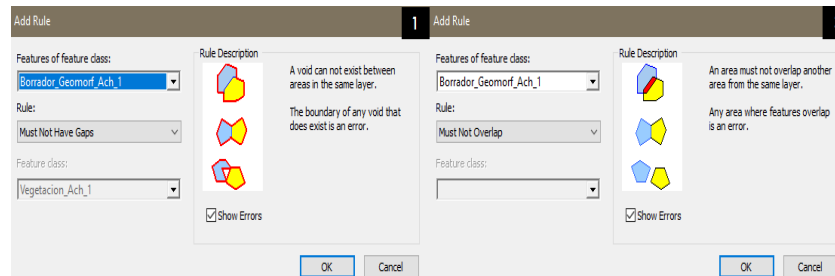 Add Rule
1
Features of feature class:
Borrador_Geomorf_Ach_1
Rule:
Must Not Have Gaps
Feature class:
Vegetacion_Ach_1
Rule Description
A void can not exist between
areas in the same layer.
The boundary of any void that
does exist is an error.
Show Errors
OK
Cancel
Add Rule
Features of feature class:
Borrador_Geomorf_Ach_1
Rule:
Must Not Overlap
Feature class:
Rule Description
An area must not overlap another
area from the same layer.
Any area where features overlap
is an error.
Show Errors
OK
Cancel